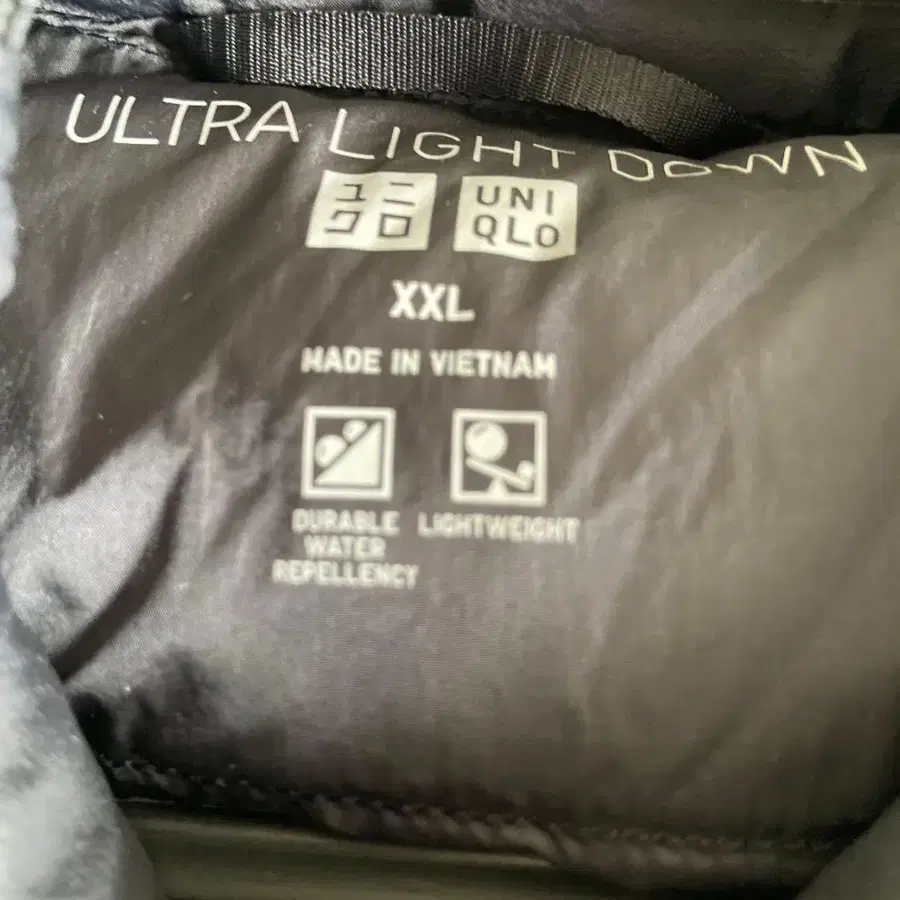 ULTRA LIGHT DOWN
ユニ UNI
クロ QLO
XXL
MADE IN VIETNAM
DURABLE LIGHTWEIGHT
WATER
REPELLENCY